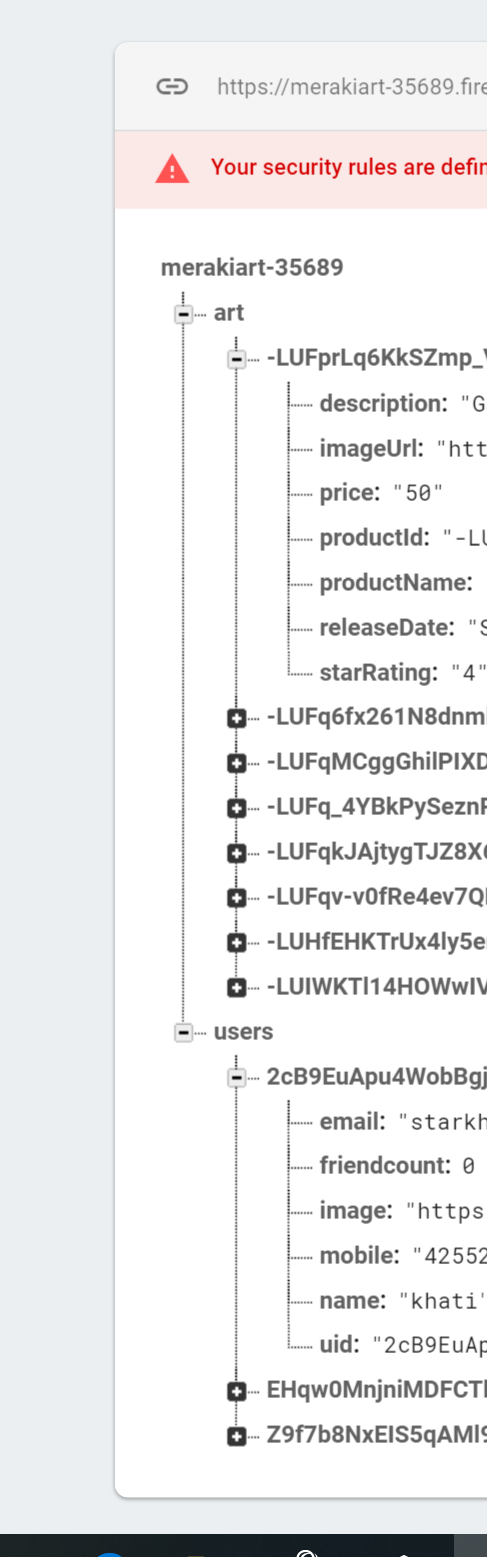 https://merakiart-35689.fire
Your security rules are defin
merakiart-35689
art
-LUFprLq6KkSZmp_V
description: "G
imageUrl: "htt
price: "50"
productId: "-LU
productName:
releaseDate: "S
starRating: "4"
-LUFq6fx261N8dnm
-LUFqMCggGhilPIXD
-LUFq_4YBkPySeznF
-LUFqkJAjtygTJZ8X
-LUFqv-v0fRe4ev7Q
-LUHfEHKTrUx4ly5e
-LUIWKTl14HOWwIV
users
2cB9EuApu4WobBgj
email: "starkh
friendcount: 0
image: "https
mobile: "42552
name: "khati"
uid: "2cB9EuAp
EHqw0MnjniMDFCT
Z9f7b8NxEIS5qAMl9